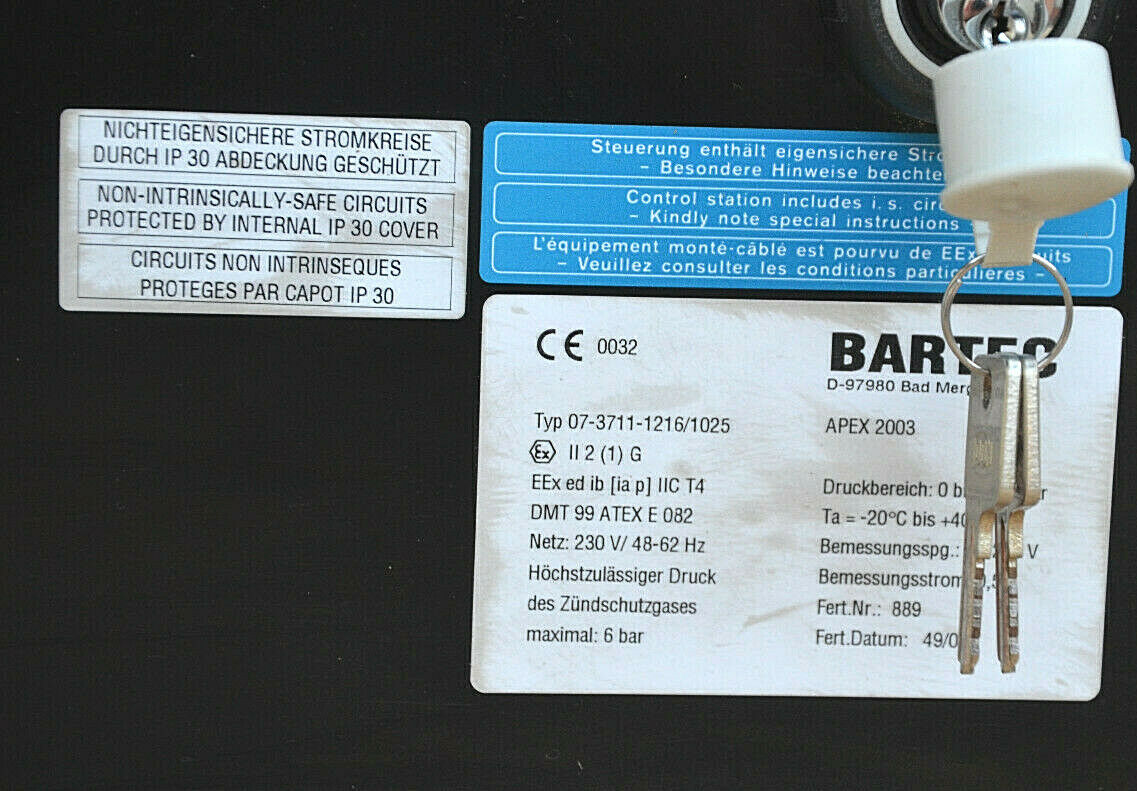 NICHTEIGENSICHERE STROMKREISE
DURCH IP 30 ABDECKUNG GESCHÜTZT
NON-INTRINSICALLY-SAFE CIRCUITS
PROTECTED BY INTERNAL IP 30 COVER
CIRCUITS NON INTRINSEQUES
PROTEGES PAR CAPOT IP 30
Steuerung enthält eigensichere
– Besondere Hinweise
Control station includes i. s.
– Kindly note special instructions
L'équipement monté-câblé est pourvu de
– Veuillez consulter les conditions particulières –
CE 0032
BARTEC
D-97980 Bad
Typ 07-3711-1216/1025
APEX 2003
Ex II 2 (1) G
EEx ed ib [ia p] IIC T4
Druckbereich: 0
DMT 99 ATEX E 082
Ta = -20°C bis
Netz: 230 V/ 48-62 Hz
Bemessungsspg.: V
Höchstzulässiger Druck
Bemessungsstrom
des Zündschutzgases
Fert.Nr.: 889
maximal: 6 bar
Fert.Datum: